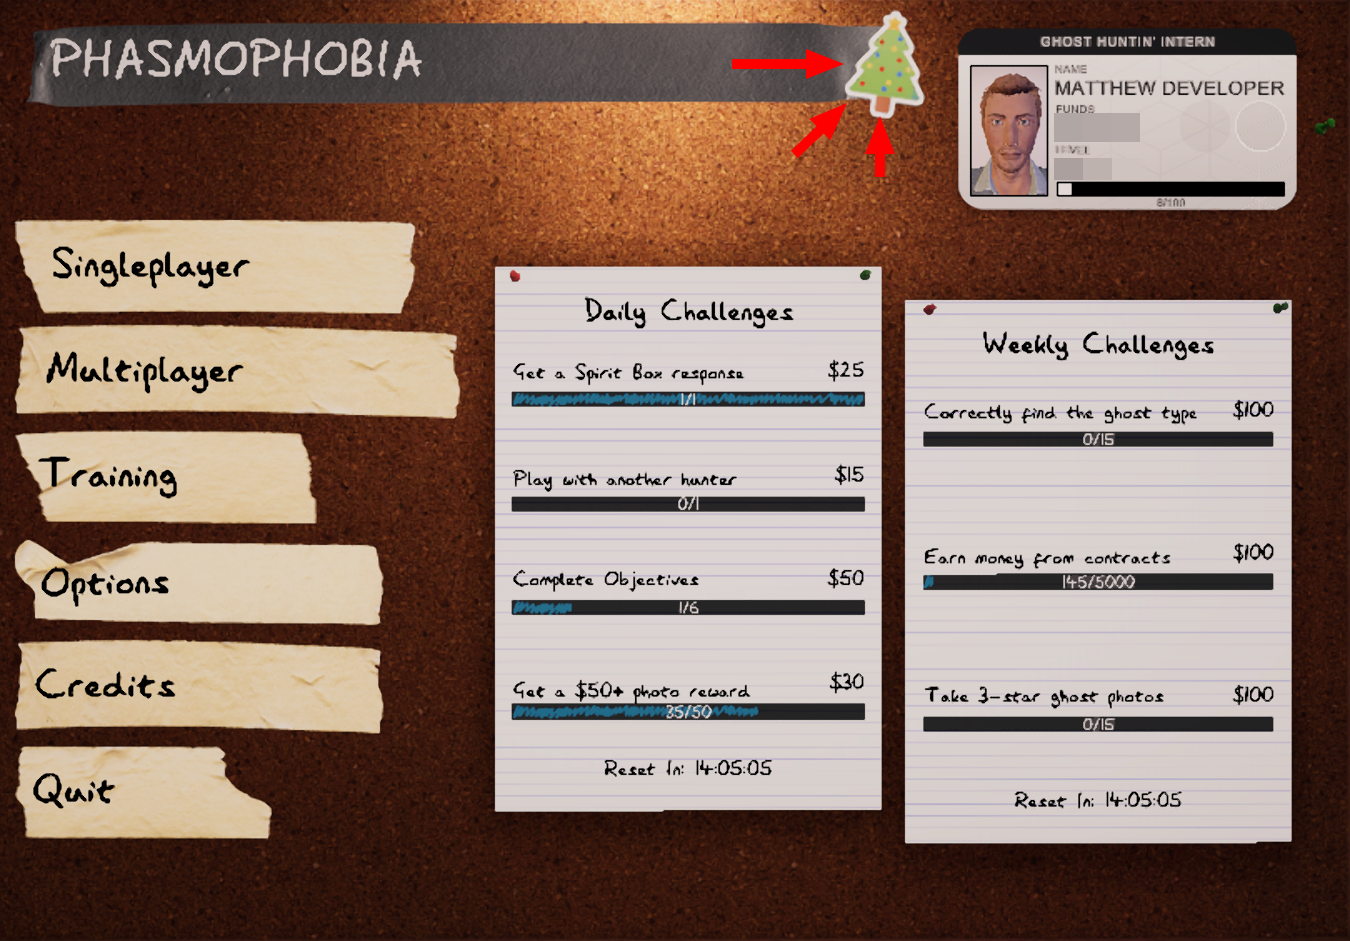 PHASMOPHOBIA
GHOST HUNTIN' INTERN
NAME
MATTHEW DEVELOPER
FUNDS
LEVEL
8/100
Singleplayer
Multiplayer
Training
Options
Credits
Quit
Daily Challenges
Get a Spirit Box response $25
1/1
Play with another hunter $15
0/1
Complete Objectives $50
1/6
Get a $50+ photo reward $30
35/50
Reset In: 14:05:05
Weekly Challenges
Correctly find the ghost type $100
0/15
Earn money from contracts $100
145/5000
Take 3-star ghost photos $100
0/15
Reset In: 14:05:05